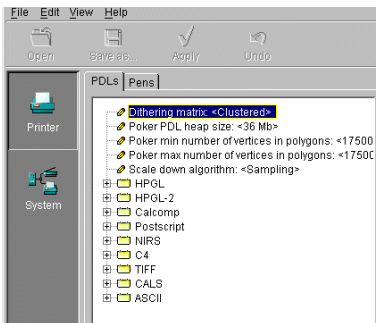 File Edit View Help
Open Save as... Apply Undo
PDLs Pens
Printer
System
Dithering matrix: <Clustered>
Poker PDL heap size: <36 Mb>
Poker min number of vertices in polygons: <17500
Poker max number of vertices in polygons: <1750
Scale down algorithm: <Sampling>
HPGL
HPGL-2
Calcomp
Postscript
NIRS
C4
TIFF
CALS
ASCII